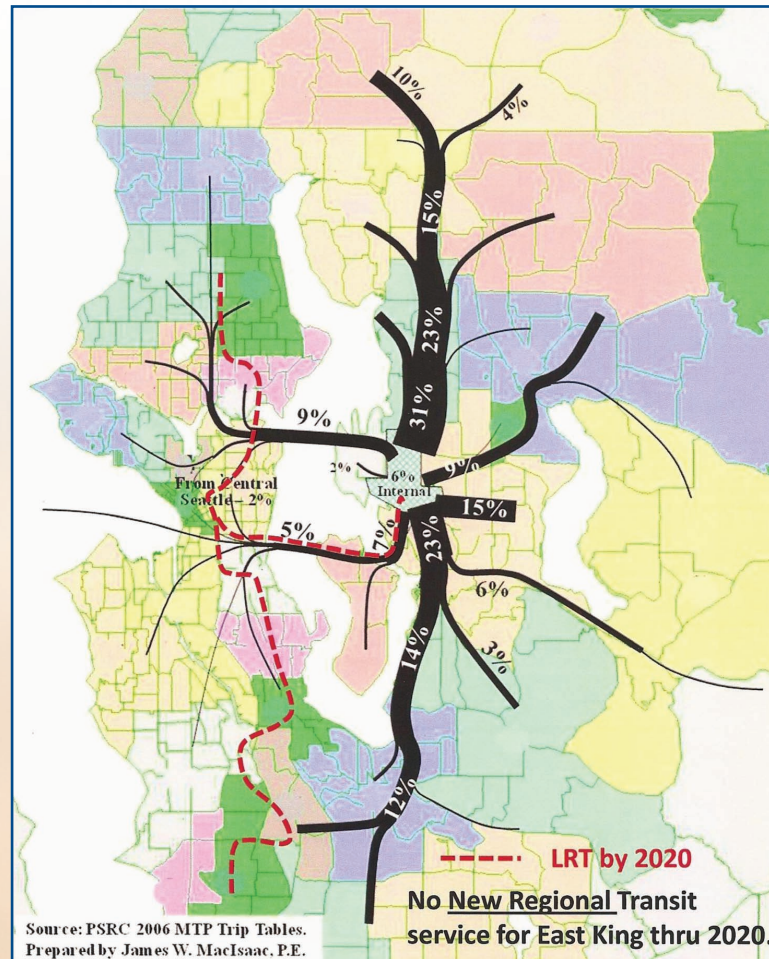 10%
4%
15%
23%
31%
9%
2%
6%
Internal
9%
From Central
Seattle - 2%
15%
5%
7%
23%
6%
14%
3%
12%
LRT by 2020
No New Regional Transit
service for East King thru 2020.
Source: PSRC 2006 MTP Trip Tables.
Prepared by James W. MacIsaac, P.E.